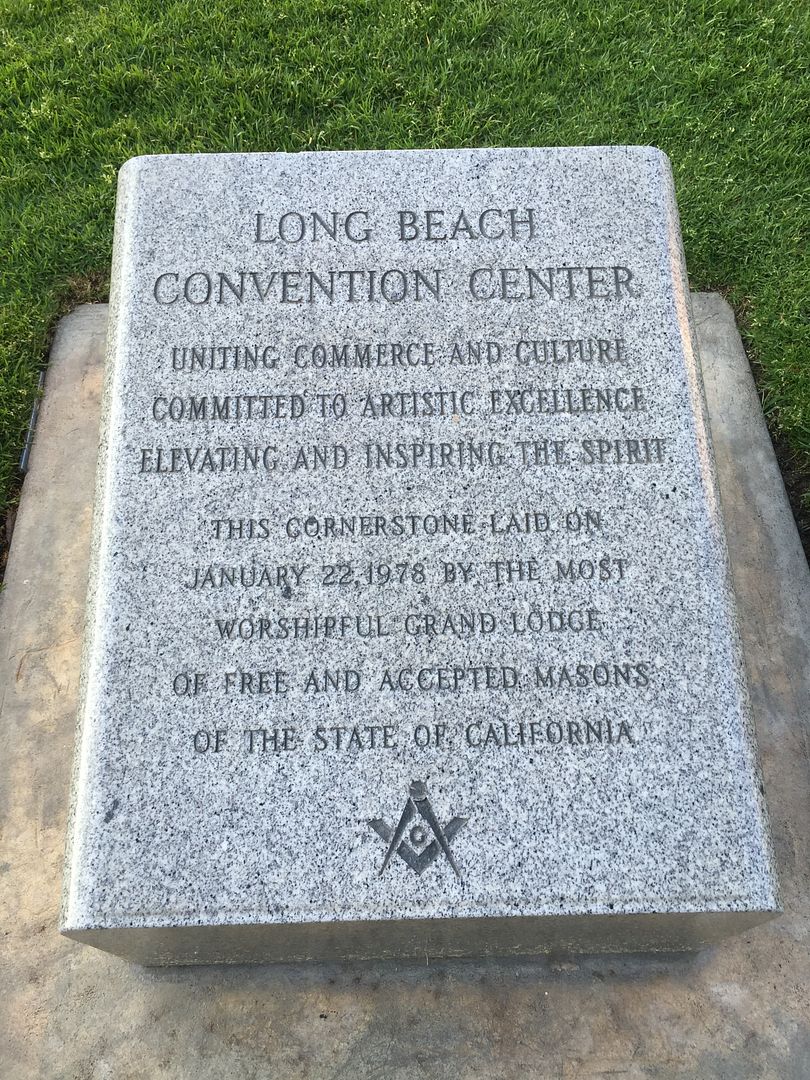 LONG BEACH
CONVENTION CENTER
UNITING COMMERCE AND CULTURE
COMMITTED TO ARTISTIC EXCELLENCE
ELEVATING AND INSPIRING THE SPIRIT
THIS CORNERSTONE LAID ON
JANUARY 22, 1978 BY THE MOST
WORSHIPFUL GRAND LODGE
OF FREE AND ACCEPTED MASONS
OF THE STATE OF CALIFORNIA
G